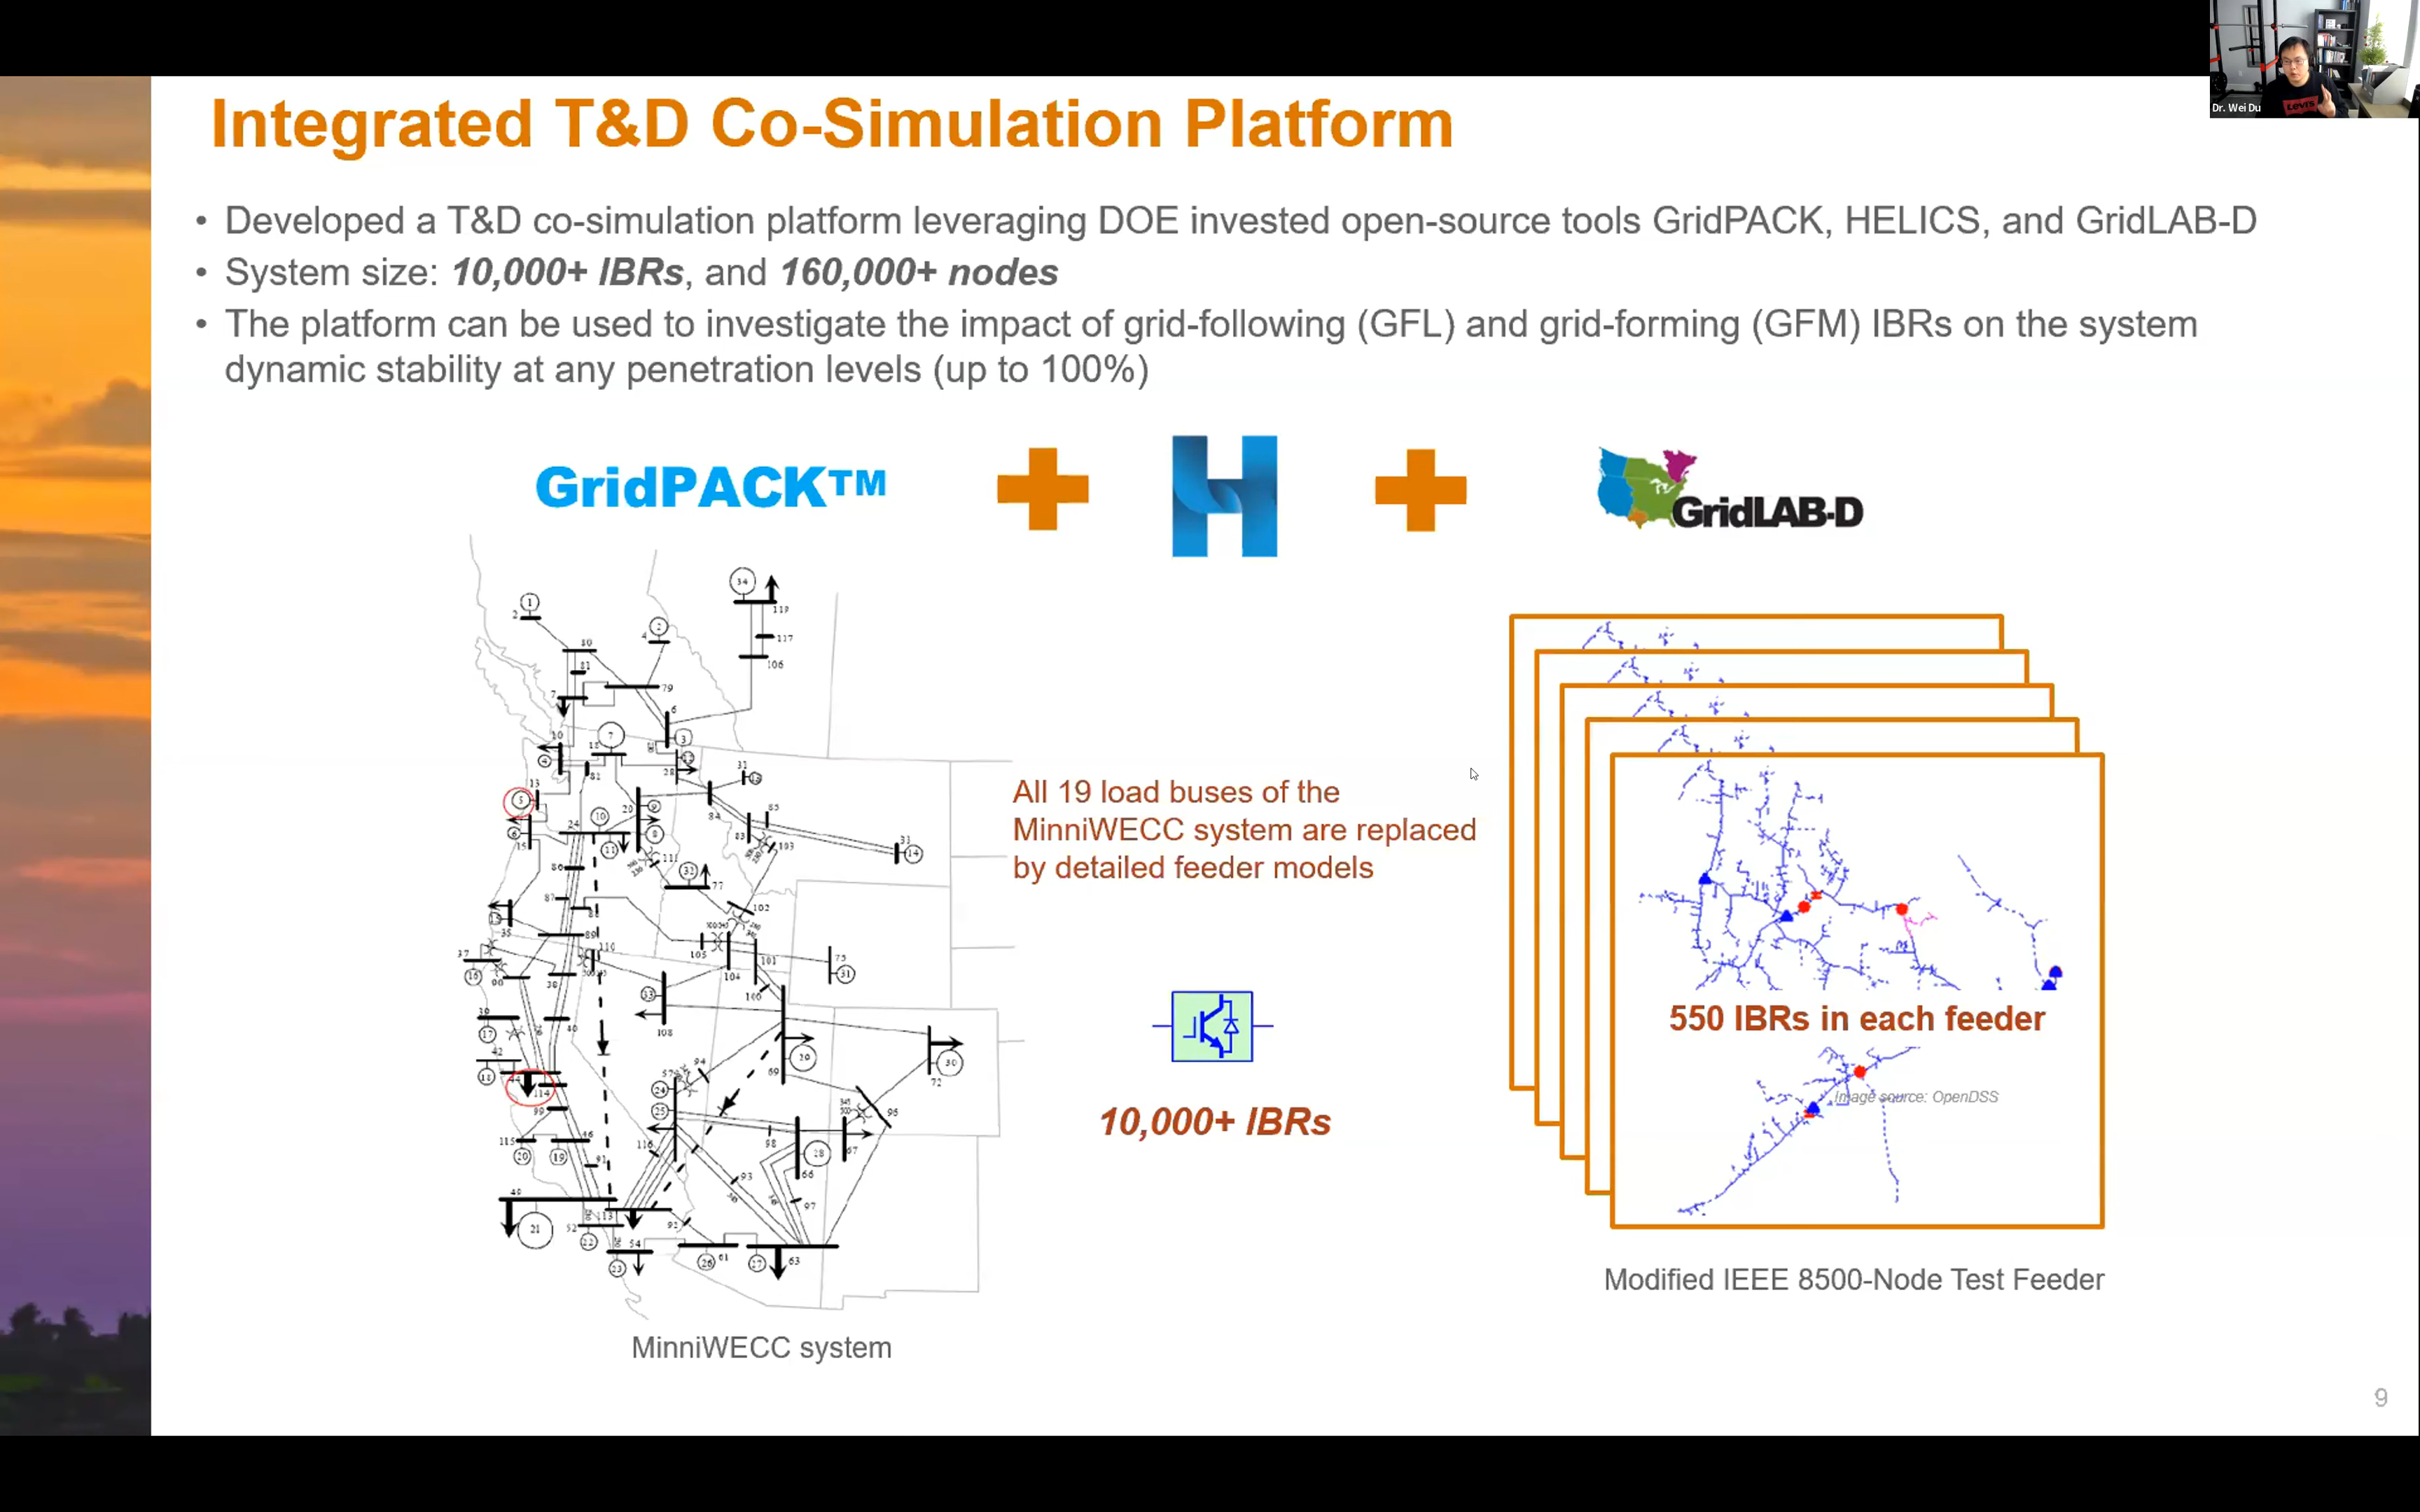 Dr. Wei Du
Integrated T&D Co-Simulation Platform
• Developed a T&D co-simulation platform leveraging DOE invested open-source tools GridPACK, HELICS, and GridLAB-D
• System size: 10,000+ IBRs, and 160,000+ nodes
• The platform can be used to investigate the impact of grid-following (GFL) and grid-forming (GFM) IBRs on the system
dynamic stability at any penetration levels (up to 100%)
GridPACK™
GridLAB-D
All 19 load buses of the
MinniWECC system are replaced
by detailed feeder models
10,000+ IBRs
550 IBRs in each feeder
Image source: OpenDSS
Modified IEEE 8500-Node Test Feeder
MinniWECC system
9